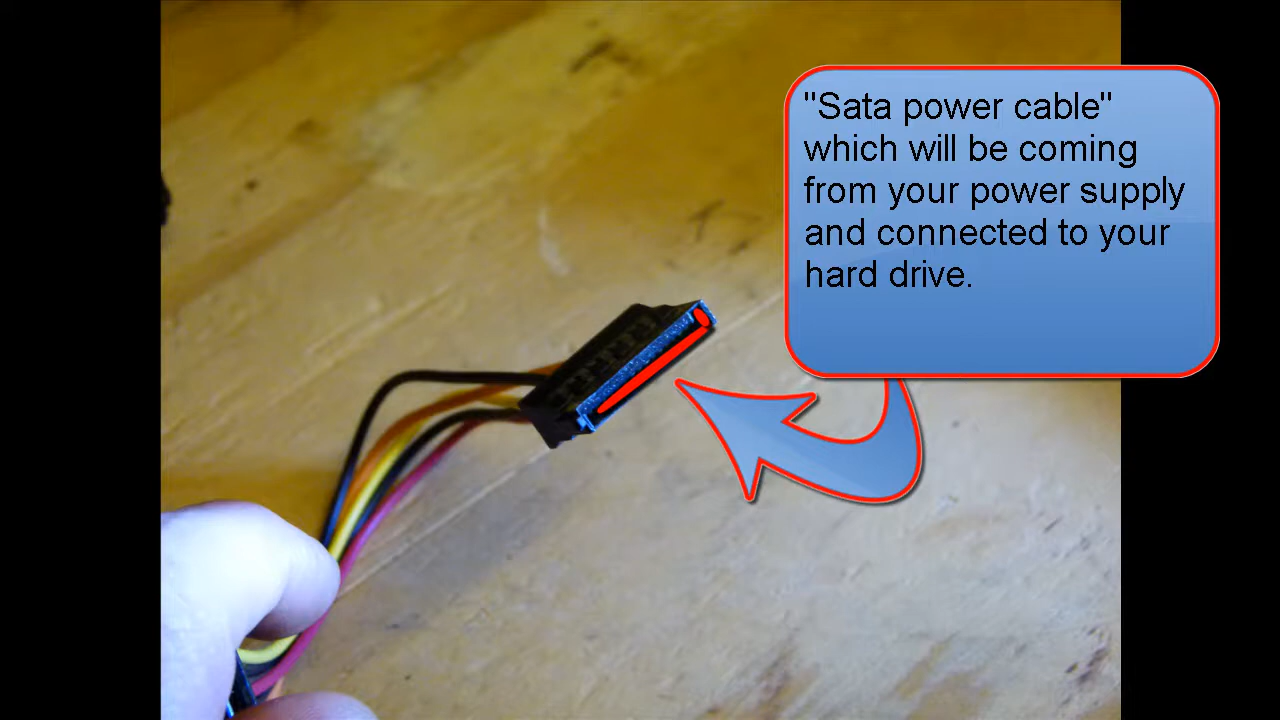 "Sata power cable"
which will be coming
from your power supply
and connected to your
hard drive.